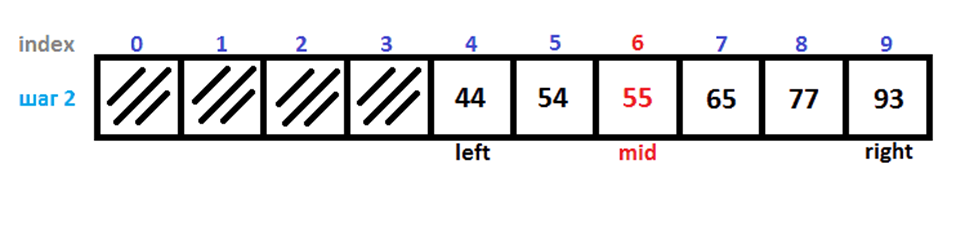 index 0 1 2 3 4 5 6 7 8 9
шаг 2 44 54 55 65 77 93
left mid right